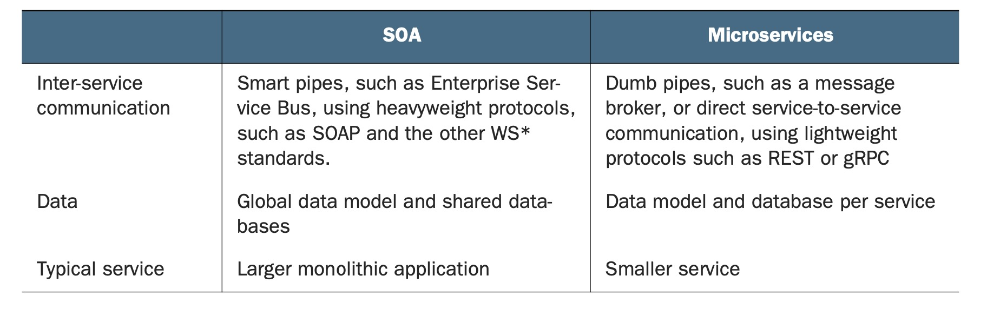 SOA Microservices
Inter-service
communication
Smart pipes, such as Enterprise Ser-
vice Bus, using heavyweight protocols,
such as SOAP and the other WS*
standards.
Dumb pipes, such as a message
broker, or direct service-to-service
communication, using lightweight
protocols such as REST or gRPC
Data
Global data model and shared data-
bases
Data model and database per service
Typical service
Larger monolithic application
Smaller service